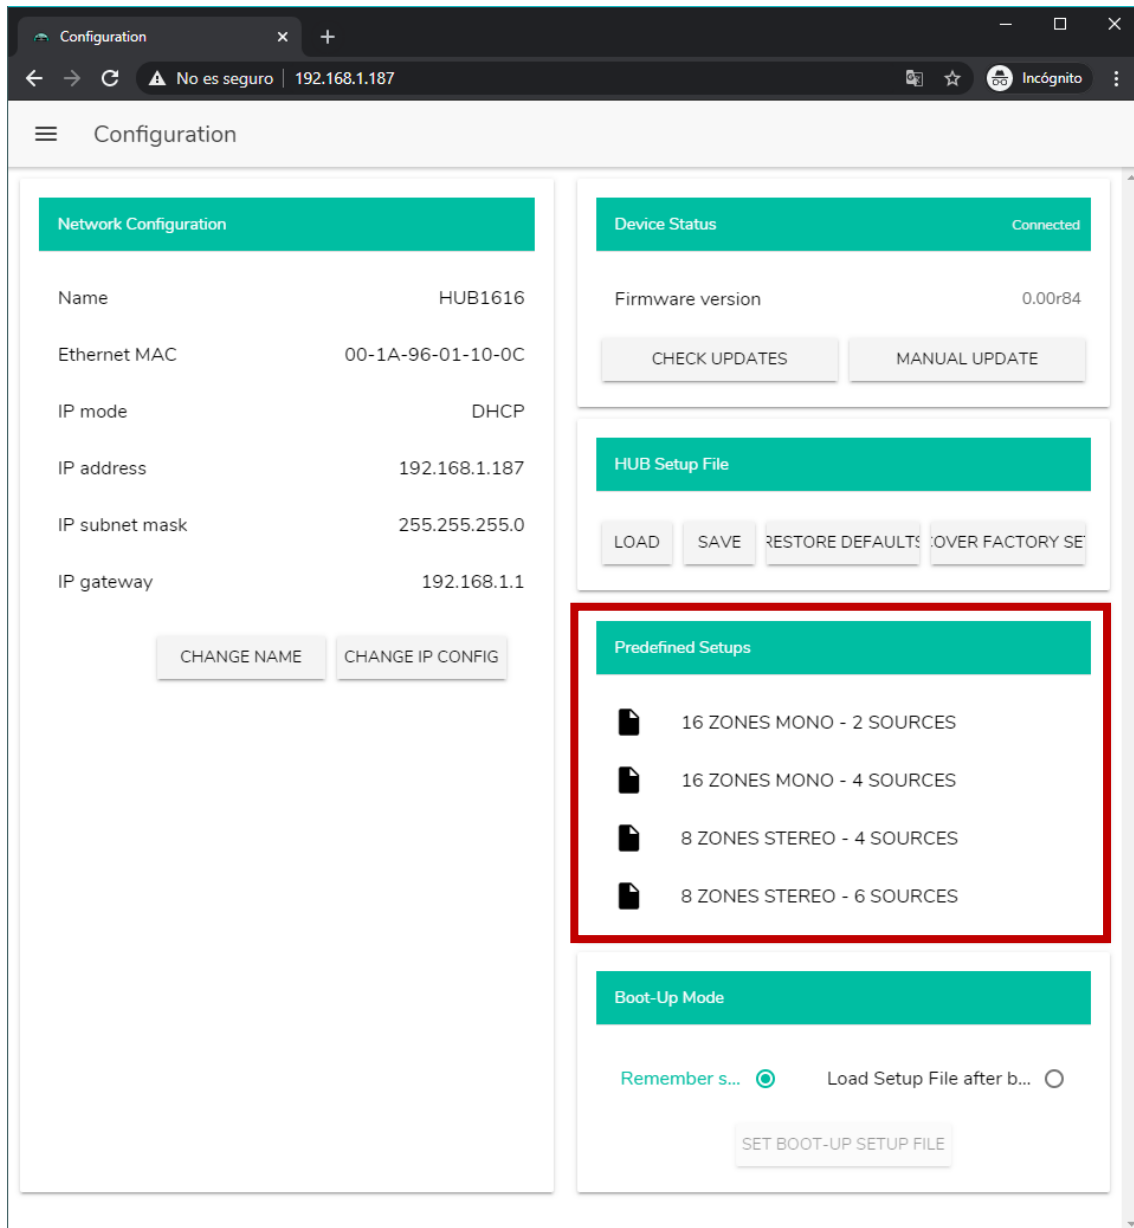 Configuration
No es seguro | 192.168.1.187
Incógnito
Configuration
Network Configuration
Name HUB1616
Ethernet MAC 00-1A-96-01-10-0C
IP mode DHCP
IP address 192.168.1.187
IP subnet mask 255.255.255.0
IP gateway 192.168.1.1
CHANGE NAME CHANGE IP CONFIG
Device Status Connected
Firmware version 0.00r84
CHECK UPDATES MANUAL UPDATE
HUB Setup File
LOAD SAVE RESTORE DEFAULTS COVER FACTORY SE
Predefined Setups
16 ZONES MONO - 2 SOURCES
16 ZONES MONO - 4 SOURCES
8 ZONES STEREO - 4 SOURCES
8 ZONES STEREO - 6 SOURCES
Boot-Up Mode
Remember s... Load Setup File after b...
SET BOOT-UP SETUP FILE